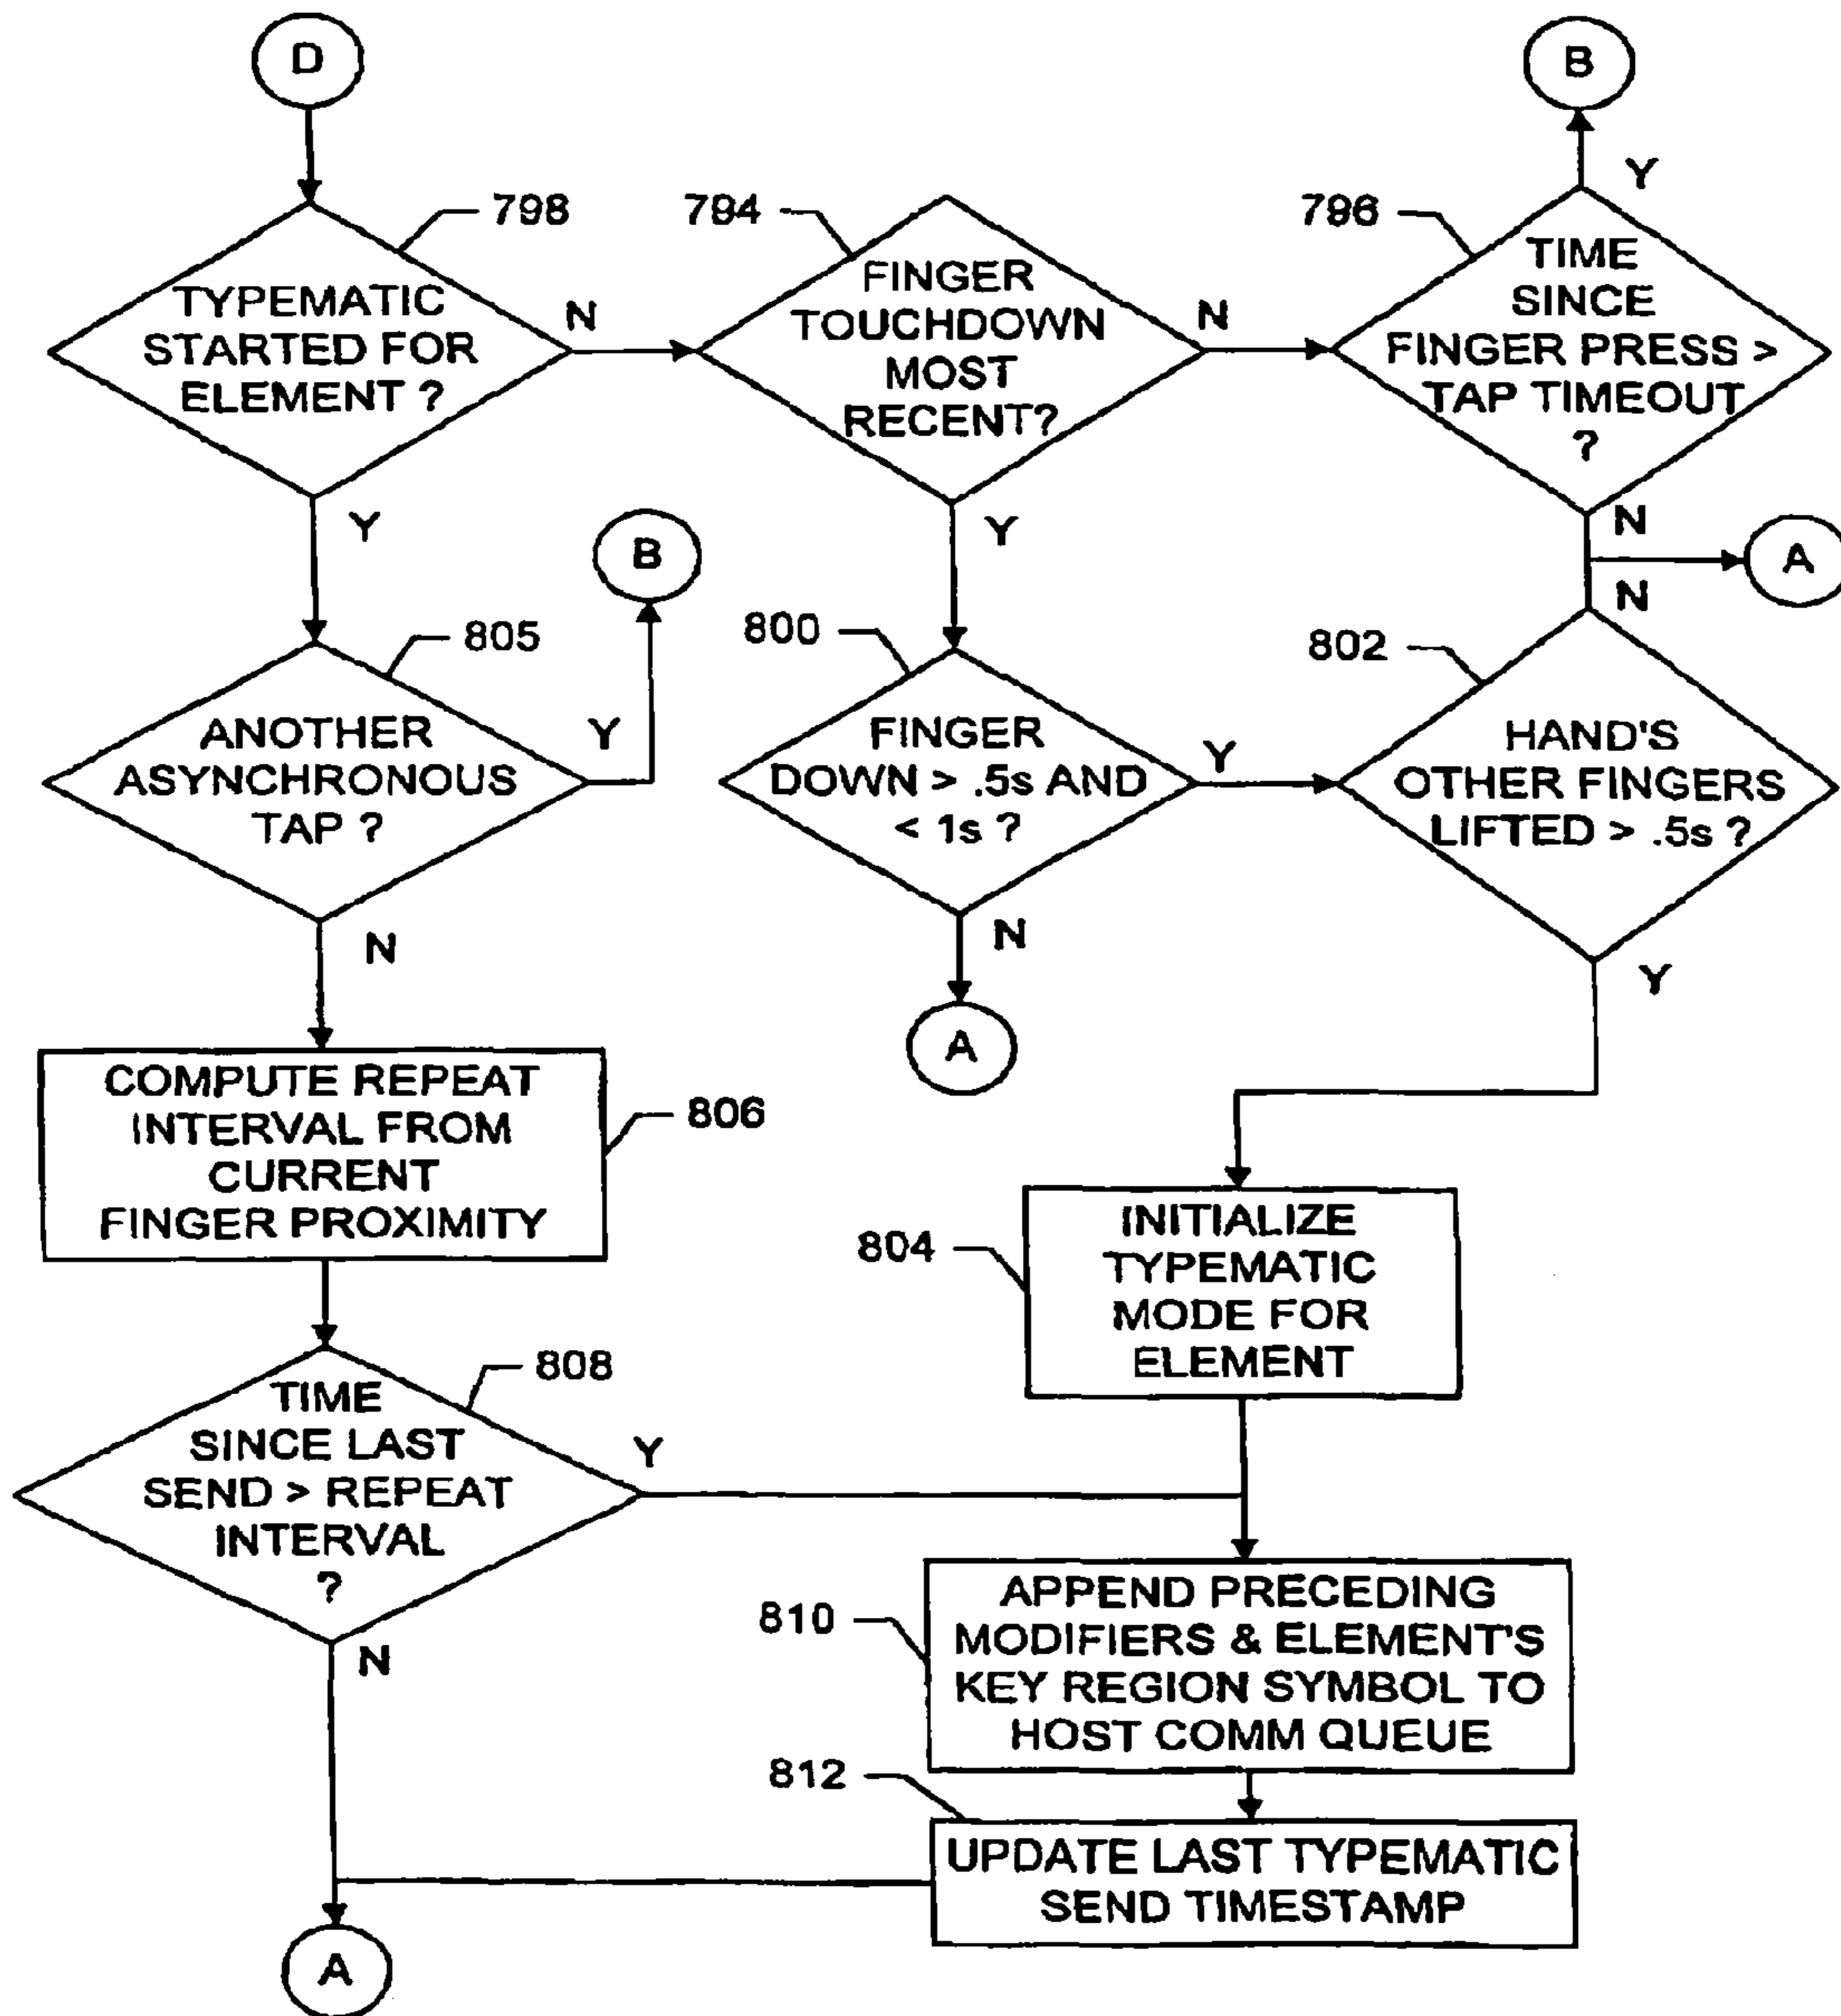 D
B
798
TYPEMATIC
STARTED FOR
ELEMENT ?
N
Y
794
FINGER
TOUCHDOWN
MOST
RECENT?
N
Y
796
TIME
SINCE
FINGER PRESS >
TAP TIMEOUT
?
Y
N
A
B
805
ANOTHER
ASYNCHRONOUS
TAP ?
Y
N
800
FINGER
DOWN > .5s AND
< 1s ?
Y
N
A
802
N
HAND'S
OTHER FINGERS
LIFTED > .5s ?
Y
COMPUTE REPEAT
INTERVAL FROM
CURRENT
FINGER PROXIMITY
806
804
INITIALIZE
TYPEMATIC
MODE FOR
ELEMENT
808
TIME
SINCE LAST
SEND > REPEAT
INTERVAL
?
Y
N
810
APPEND PRECEDING
MODIFIERS & ELEMENT'S
KEY REGION SYMBOL TO
HOST COMM QUEUE
812
UPDATE LAST TYPEMATIC
SEND TIMESTAMP
A